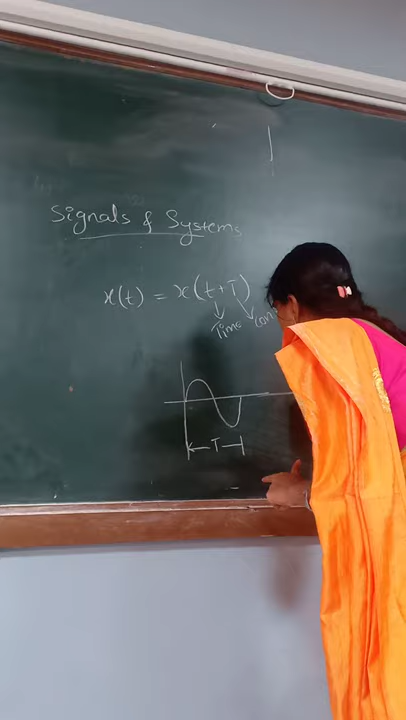 Signals & Systems
x(t) = x(t+T)
Time
T